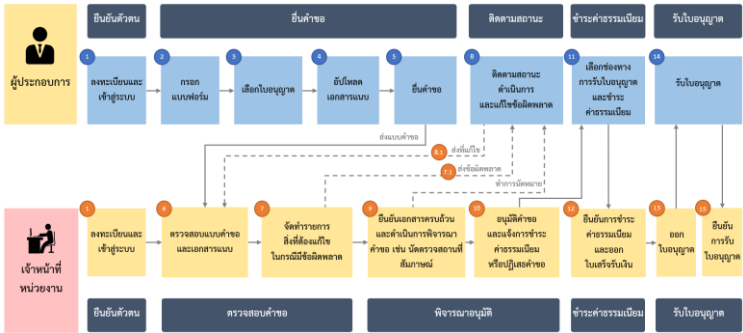 ยืนยันตัวตน
ยื่นคำขอ
ติดตามสถานะ
ชำระค่าธรรมเนียม
รับใบอนุญาต
ผู้ประกอบการ
1
ลงทะเบียนและ
เข้าสู่ระบบ
2
กรอก
แบบฟอร์ม
3
เลือกใบอนุญาต
4
อัปโหลด
เอกสารแนบ
5
ยื่นคำขอ
8
ติดตามสถานะ
ดำเนินการ
และแก้ไขข้อผิดพลาด
11
เลือกช่องทาง
การรับใบอนุญาต
และชำระ
ค่าธรรมเนียม
14
รับใบอนุญาต
ส่งแบบคำขอ
8.1
ส่งที่แก้ไข
7.1
ส่งข้อผิดพลาด
ทำการนัดหมาย
เจ้าหน้าที่
หน่วยงาน
1
ลงทะเบียนและ
เข้าสู่ระบบ
6
ตรวจสอบแบบคำขอ
และเอกสารแนบ
7
จัดทำรายการ
สิ่งที่ต้องแก้ไข
ในกรณีมีข้อผิดพลาด
9
ยืนยันเอกสารครบถ้วน
และดำเนินการพิจารณา
คำขอ เช่น นัดตรวจสถานที่
สัมภาษณ์
10
อนุมัติคำขอ
และแจ้งการชำระ
ค่าธรรมเนียม
หรือปฏิเสธคำขอ
12
ยืนยันการชำระ
ค่าธรรมเนียม
และออก
ใบเสร็จรับเงิน
13
ออก
ใบอนุญาต
15
ยืนยัน
การรับ
ใบอนุญาต
ยืนยันตัวตน
ตรวจสอบคำขอ
พิจารณาอนุมัติ
ชำระค่าธรรมเนียม
รับใบอนุญาต